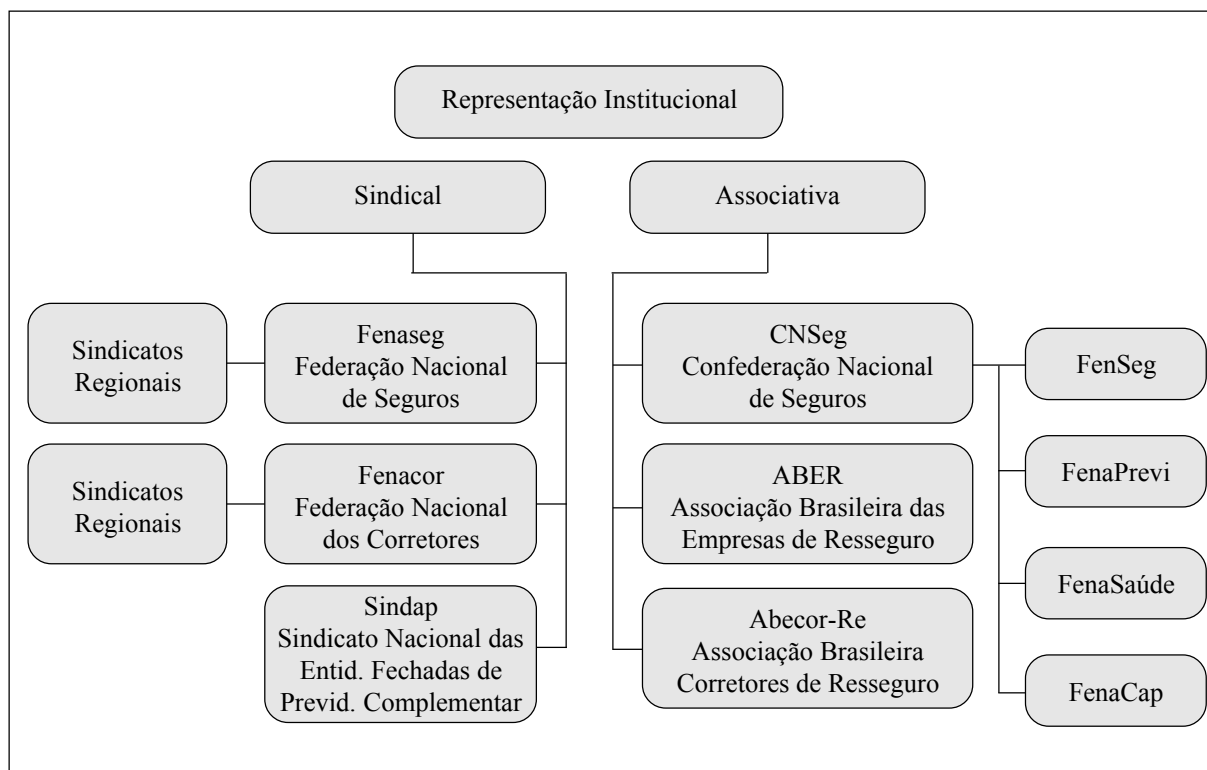 Representação Institucional
Sindical
Associativa
Sindicatos
Regionais
Fenaseg
Federação Nacional
de Seguros
CNSeg
Confederação Nacional
de Seguros
FenSeg
Sindicatos
Regionais
Fenacor
Federação Nacional
dos Corretores
ABER
Associação Brasileira das
Empresas de Resseguro
FenaPrevi
Sindap
Sindicato Nacional das
Entid. Fechadas de
Previd. Complementar
Abecor-Re
Associação Brasileira
Corretores de Resseguro
FenaSaúde
FenaCap